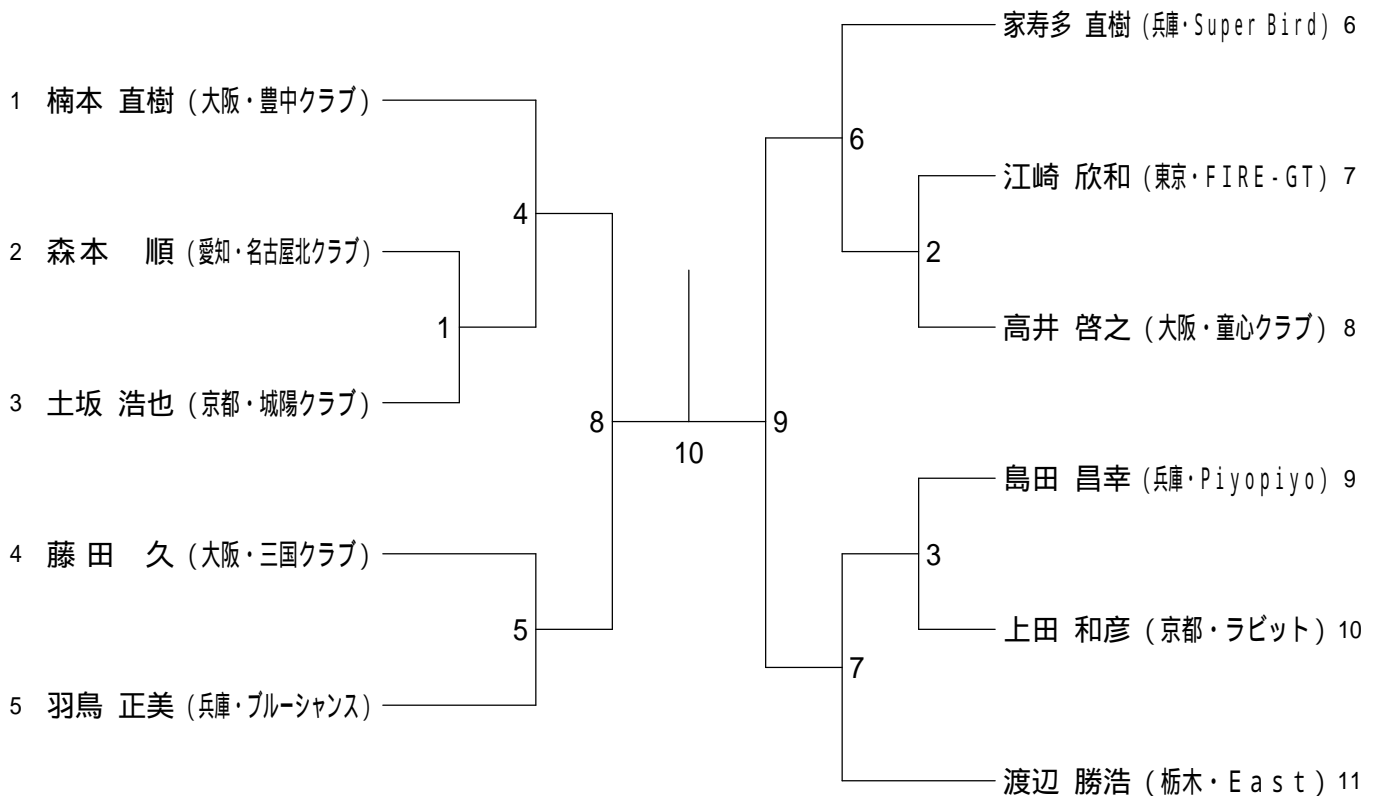 家寿多 直樹 (兵庫・Super Bird) 6
1 楠本 直樹 (大阪・豊中クラブ)
6
江崎 欣和 (東京・FIRE-GT) 7
4
2 森本 順 (愛知・名古屋北クラブ)
2
1
高井 啓之 (大阪・童心クラブ) 8
3 土坂 浩也 (京都・城陽クラブ)
8
9
10
島田 昌幸 (兵庫・Piyopiyo) 9
4 藤田 久 (大阪・三国クラブ)
3
5
上田 和彦 (京都・ラビット) 10
7
5 羽鳥 正美 (兵庫・ブルーシャンス)
渡辺 勝浩 (栃木・East) 11